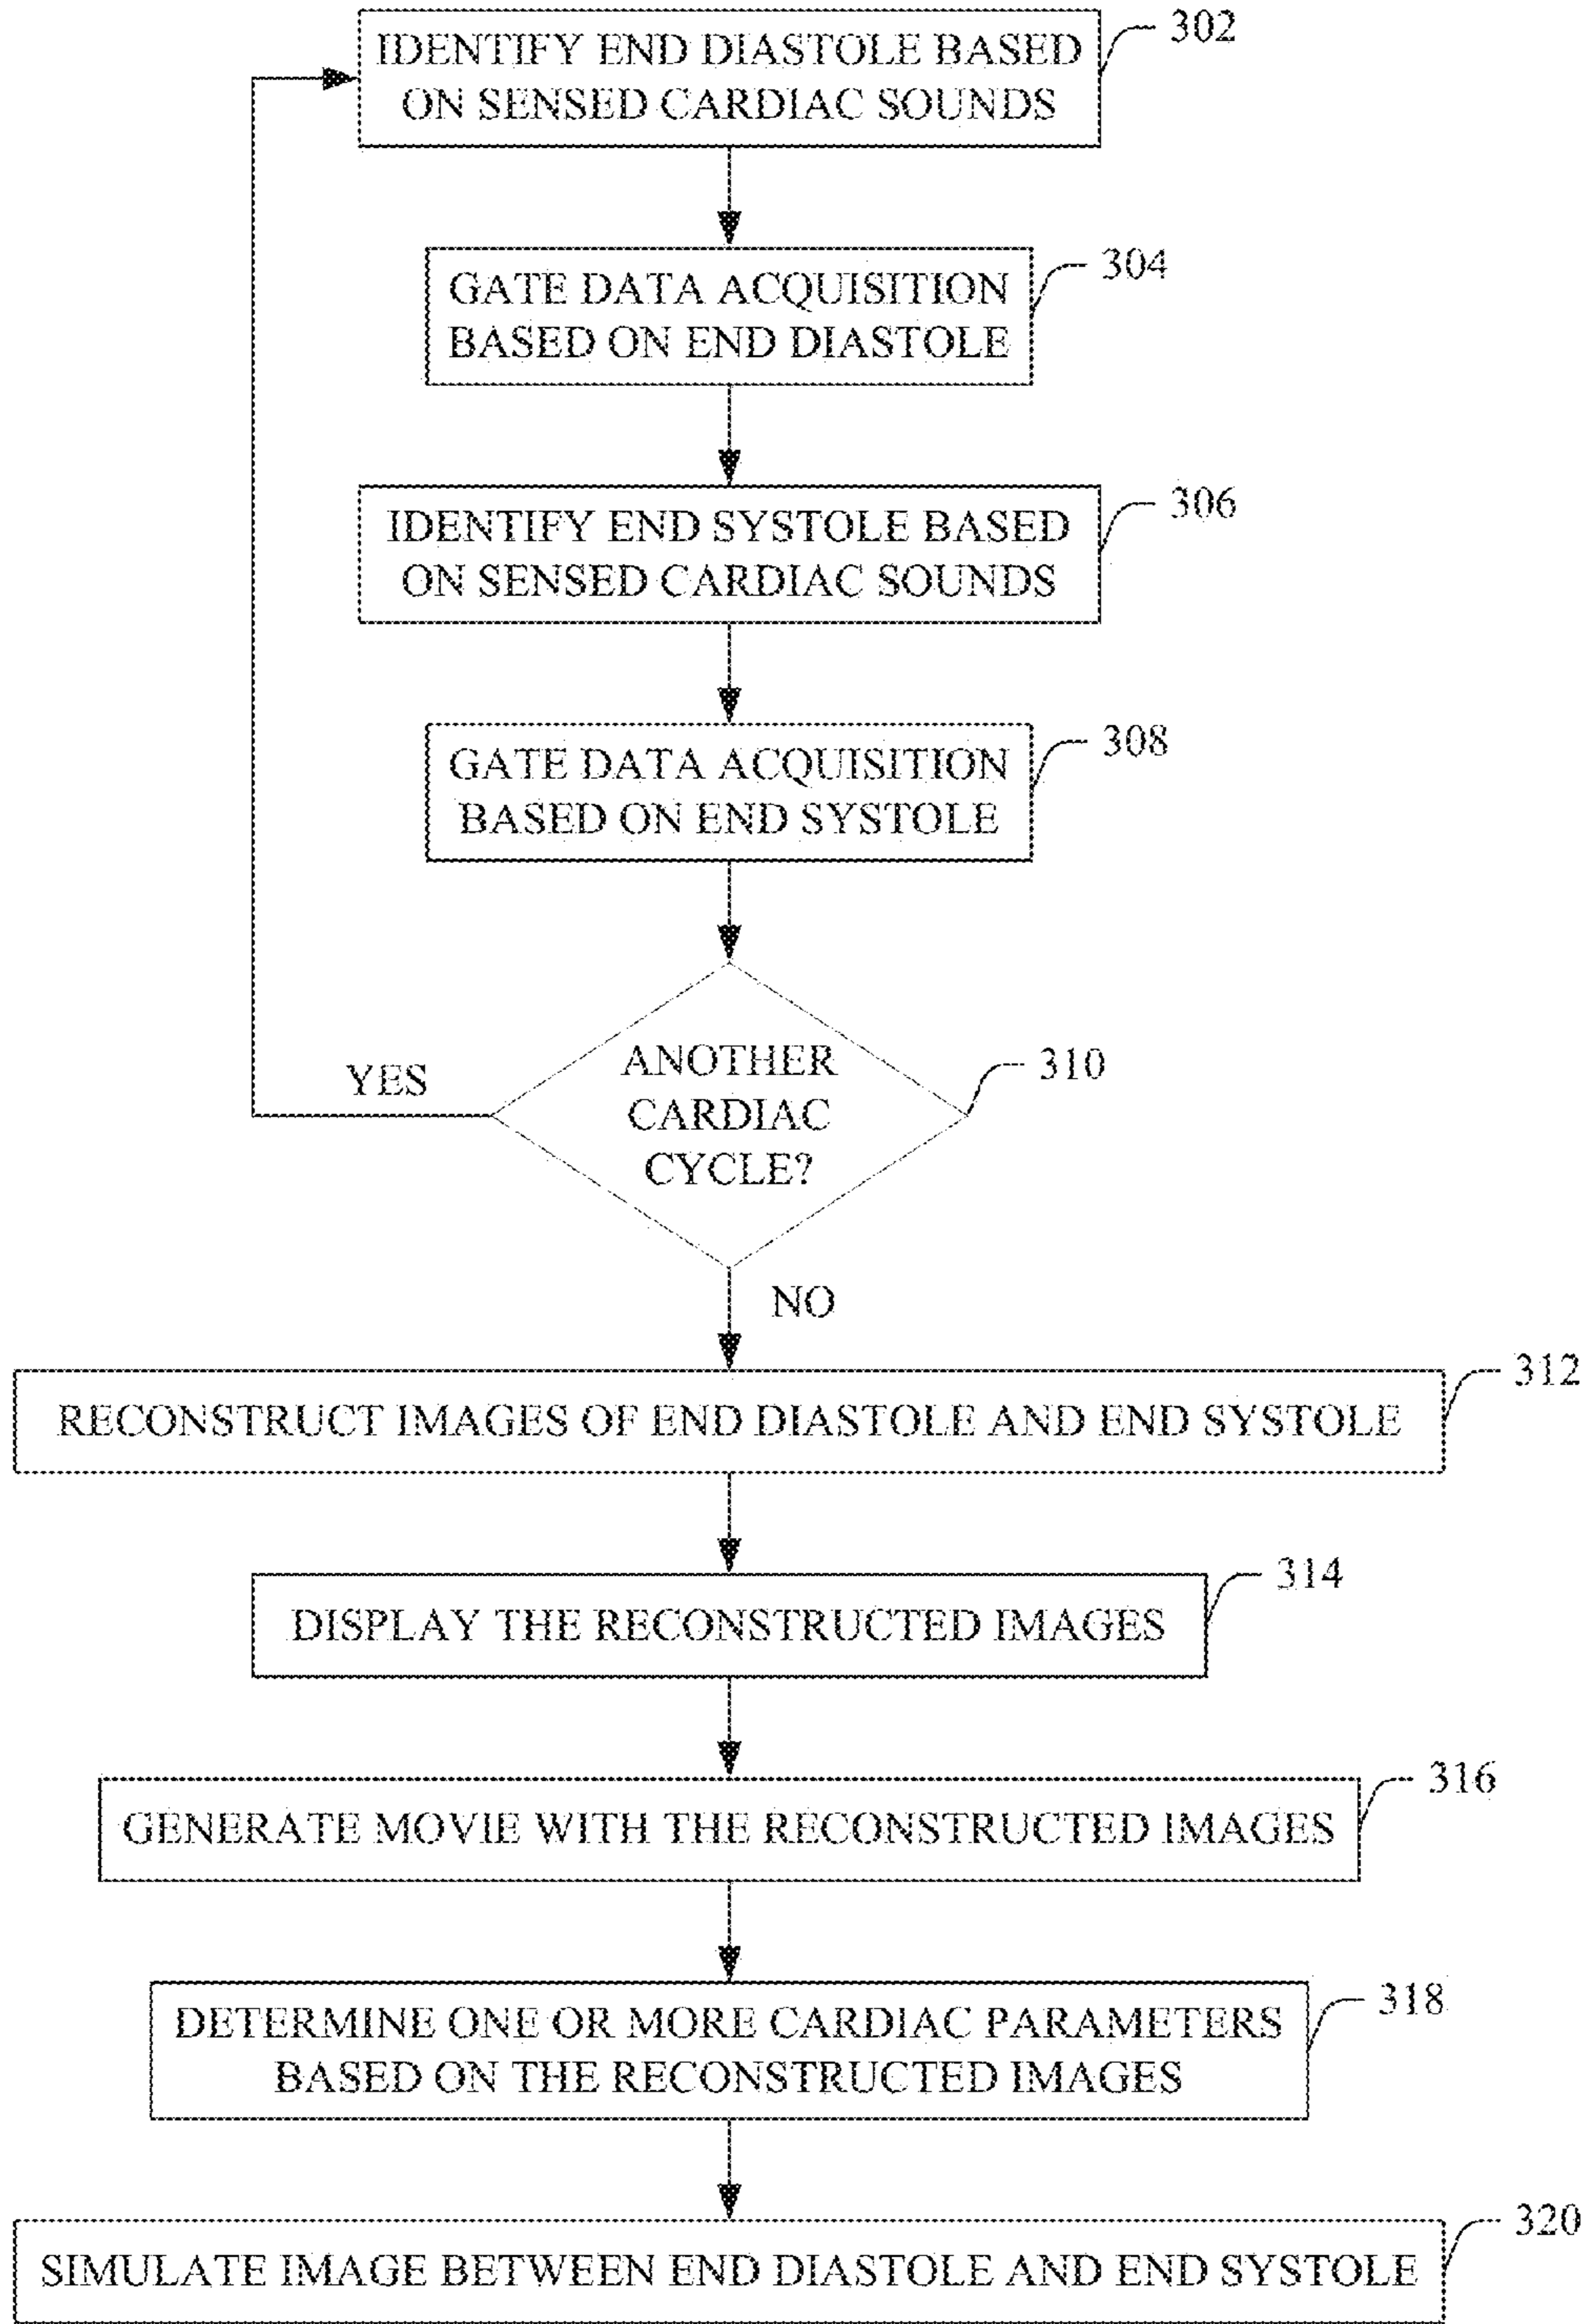 IDENTIFY END DIASTOLE BASED
ON SENSED CARDIAC SOUNDS
302
GATE DATA ACQUISITION
BASED ON END DIASTOLE
304
IDENTIFY END SYSTOLE BASED
ON SENSED CARDIAC SOUNDS
306
GATE DATA ACQUISITION
BASED ON END SYSTOLE
308
ANOTHER
CARDIAC
CYCLE?
310
YES
NO
RECONSTRUCT IMAGES OF END DIASTOLE AND END SYSTOLE
312
DISPLAY THE RECONSTRUCTED IMAGES
314
GENERATE MOVIE WITH THE RECONSTRUCTED IMAGES
316
DETERMINE ONE OR MORE CARDIAC PARAMETERS
BASED ON THE RECONSTRUCTED IMAGES
318
SIMULATE IMAGE BETWEEN END DIASTOLE AND END SYSTOLE
320